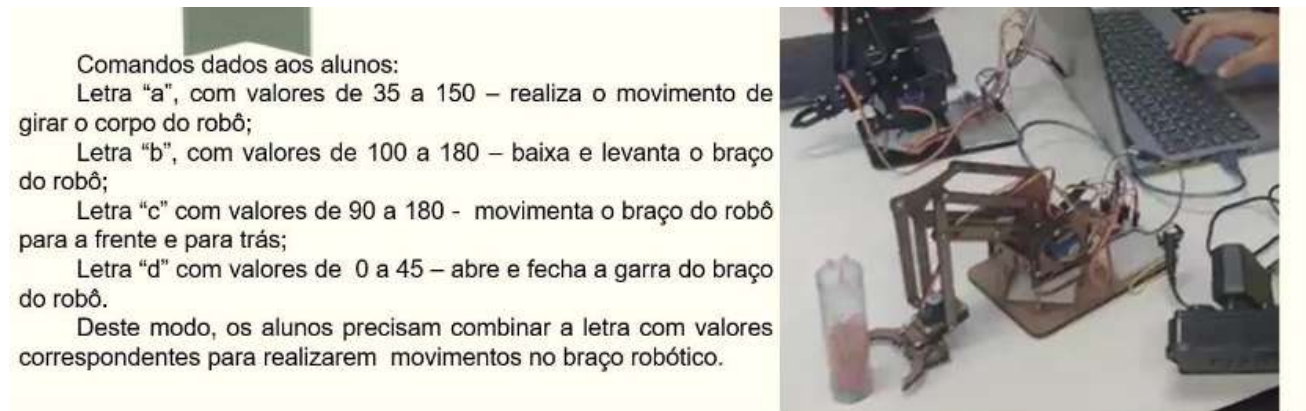 Comandos dados aos alunos:
Letra “a”, com valores de 35 a 150 – realiza o movimento de
girar o corpo do robô;
Letra “b”, com valores de 100 a 180 – baixa e levanta o braço
do robô;
Letra “c” com valores de 90 a 180 - movimenta o braço do robô
para a frente e para trás;
Letra “d” com valores de 0 a 45 – abre e fecha a garra do braço
do robô.
Deste modo, os alunos precisam combinar a letra com valores
correspondentes para realizarem movimentos no braço robótico.